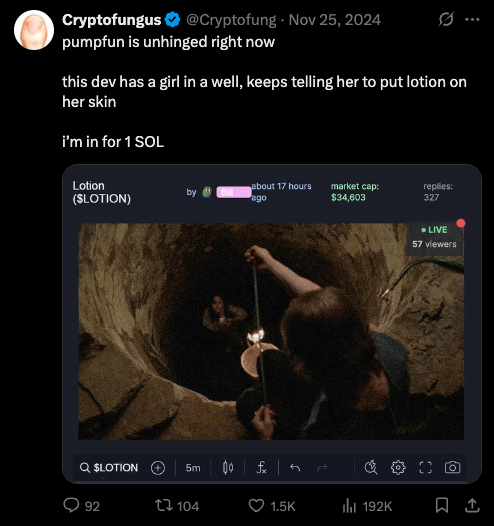 Cryptofungus @Cryptofung · Nov 25, 2024
pumpfun is unhinged right now
this dev has a girl in a well, keeps telling her to put lotion on
her skin
i'm in for 1 SOL
Lotion
($LOTION)
by Bill about 17 hours
ago
market cap:
$34,603
replies:
327
LIVE
57 viewers
$LOTION 5m fx
92 104 1.5K 192K